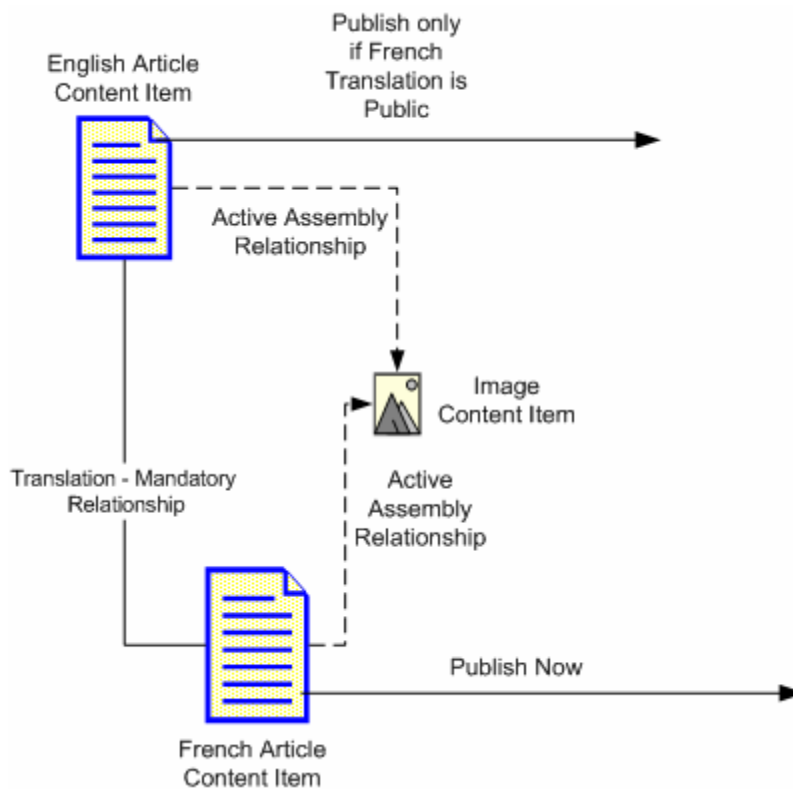 Publish only
if French
Translation is
Public
English Article
Content Item
Active Assembly
Relationship
Image
Content Item
Translation - Mandatory
Relationship
Active
Assembly
Relationship
Publish Now
French Article
Content Item